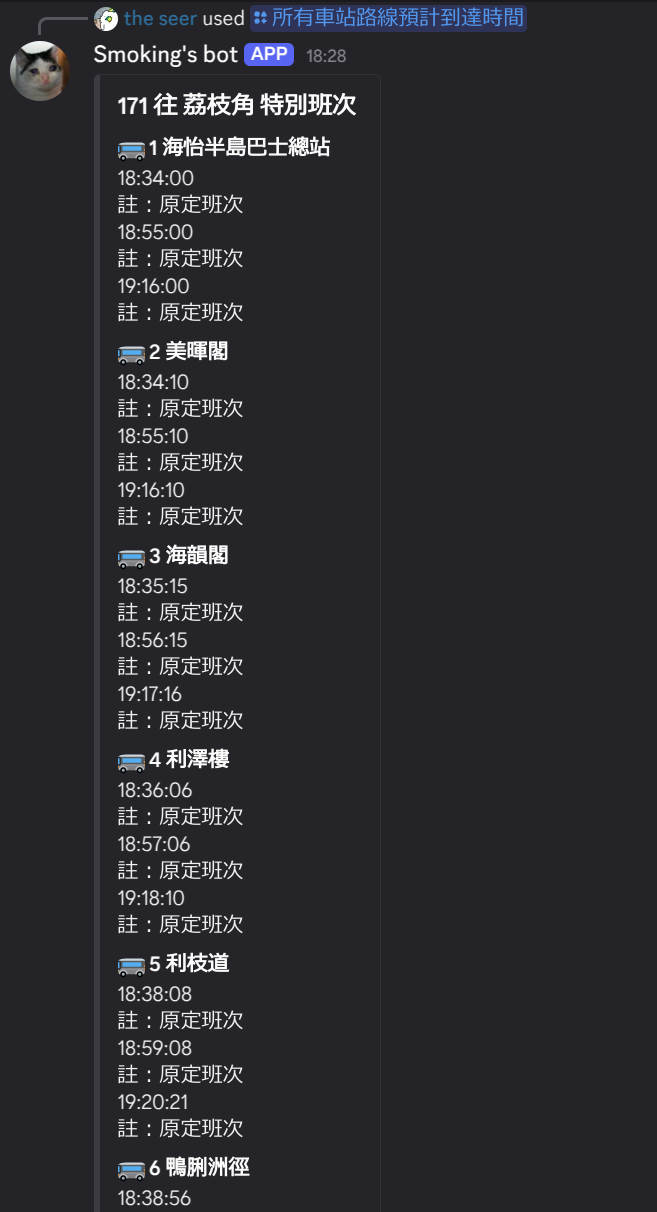 the seer used 所有車站路線預計到達時間
Smoking's bot APP 18:28
171 往 荔枝角 特別班次
1 海怡半島巴士總站
18:34:00
註：原定班次
18:55:00
註：原定班次
19:16:00
註：原定班次
2 美暉閣
18:34:10
註：原定班次
18:55:10
註：原定班次
19:16:10
註：原定班次
3 海韻閣
18:35:15
註：原定班次
18:56:15
註：原定班次
19:17:16
註：原定班次
4 利澤樓
18:36:06
註：原定班次
18:57:06
註：原定班次
19:18:10
註：原定班次
5 利枝道
18:38:08
註：原定班次
18:59:08
註：原定班次
19:20:21
註：原定班次
6 鴨脷洲徑
18:38:56